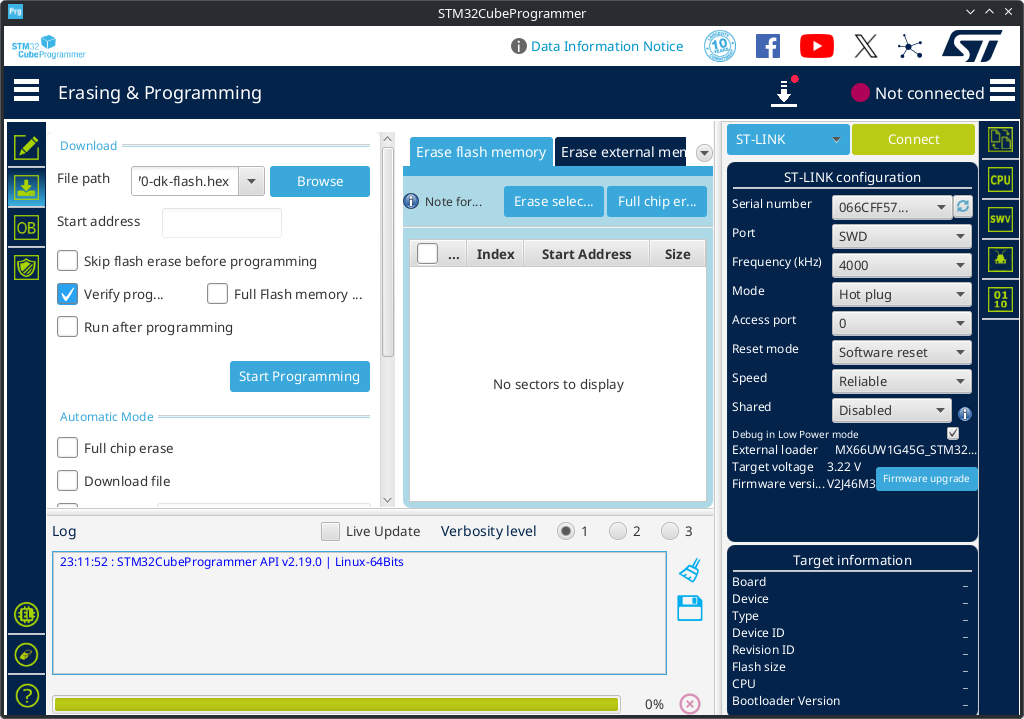 Prg
STM32CubeProgrammer
STM32
CubeProgrammer
Data Information Notice
10
YEARS
Erasing & Programming
Not connected
Download
File path
'0-dk-flash.hex
Browse
Start address
Skip flash erase before programming
Verify prog...
Full Flash memory ...
Run after programming
Start Programming
Automatic Mode
Full chip erase
Download file
OB
Erase flash memory
Erase external men
Note for...
Erase selec...
Full chip er...
...
Index
Start Address
Size
No sectors to display
Log
Live Update
Verbosity level
1
2
3
23:11:52 : STM32CubeProgrammer API v2.19.0 | Linux-64Bits
0%
?
ST-LINK
Connect
ST-LINK configuration
Serial number
066CFF57...
Port
SWD
Frequency (kHz)
4000
Mode
Hot plug
Access port
0
Reset mode
Software reset
Speed
Reliable
Shared
Disabled
Debug in Low Power mode
External loader
MX66UW1G45G_STM32...
Target voltage
3.22 V
Firmware versi...
V2J46M3
Firmware upgrade
Target information
Board
_
Device
_
Type
_
Device ID
_
Revision ID
_
Flash size
_
CPU
_
Bootloader Version
_
CPU
SWV
01
10